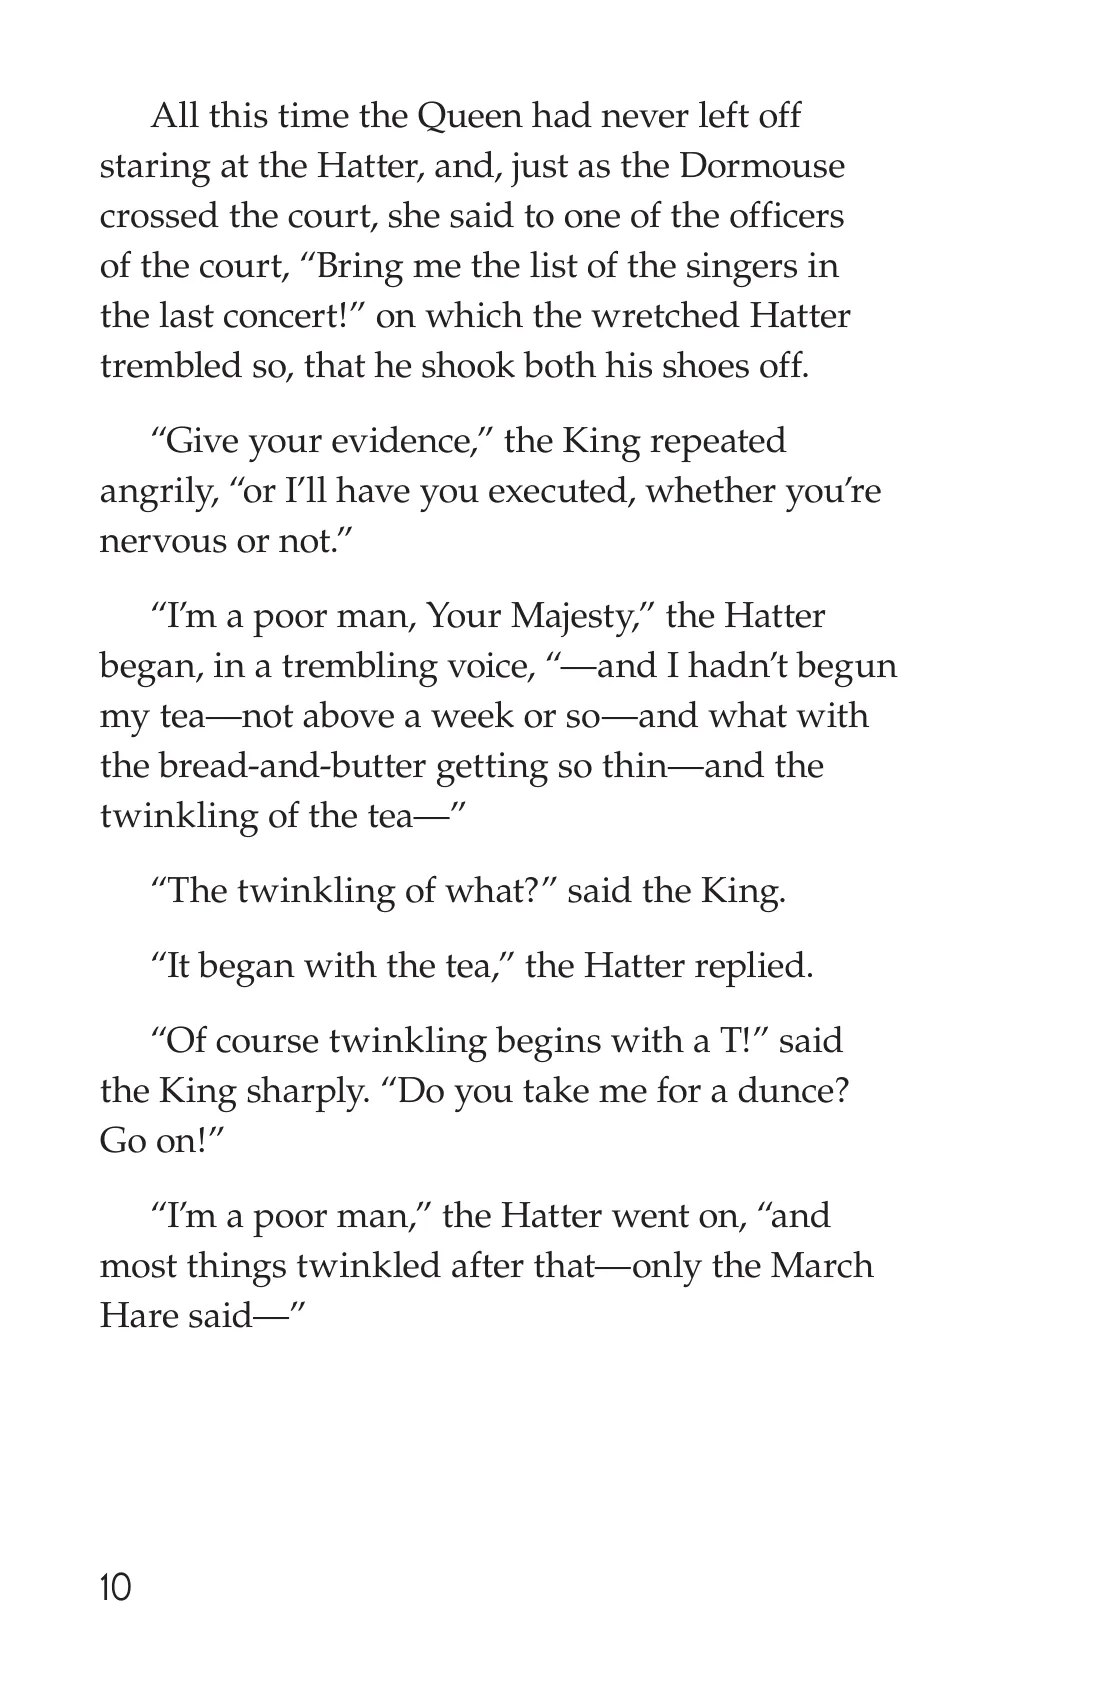 All this time the Queen had never left off
staring at the Hatter, and, just as the Dormouse
crossed the court, she said to one of the officers
of the court, “Bring me the list of the singers in
the last concert!” on which the wretched Hatter
trembled so, that he shook both his shoes off.
“Give your evidence,” the King repeated
angrily, “or I’ll have you executed, whether you’re
nervous or not.”
“I’m a poor man, Your Majesty,” the Hatter
began, in a trembling voice, “—and I hadn’t begun
my tea—not above a week or so—and what with
the bread-and-butter getting so thin—and the
twinkling of the tea—”
“The twinkling of what?” said the King.
“It began with the tea,” the Hatter replied.
“Of course twinkling begins with a T!” said
the King sharply. “Do you take me for a dunce?
Go on!”
“I’m a poor man,” the Hatter went on, “and
most things twinkled after that—only the March
Hare said—”
10